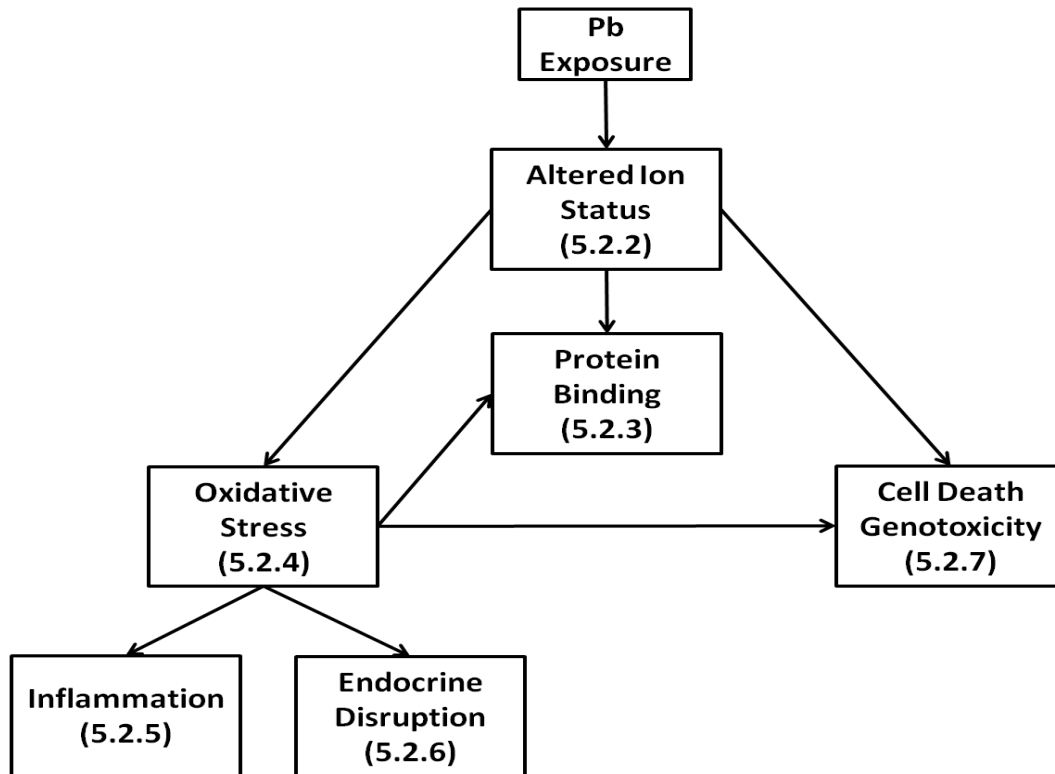 Pb
Exposure
Altered Ion
Status
(5.2.2)
Protein
Binding
(5.2.3)
Oxidative
Stress
(5.2.4)
Cell Death
Genotoxicity
(5.2.7)
Inflammation
(5.2.5)
Endocrine
Disruption
(5.2.6)